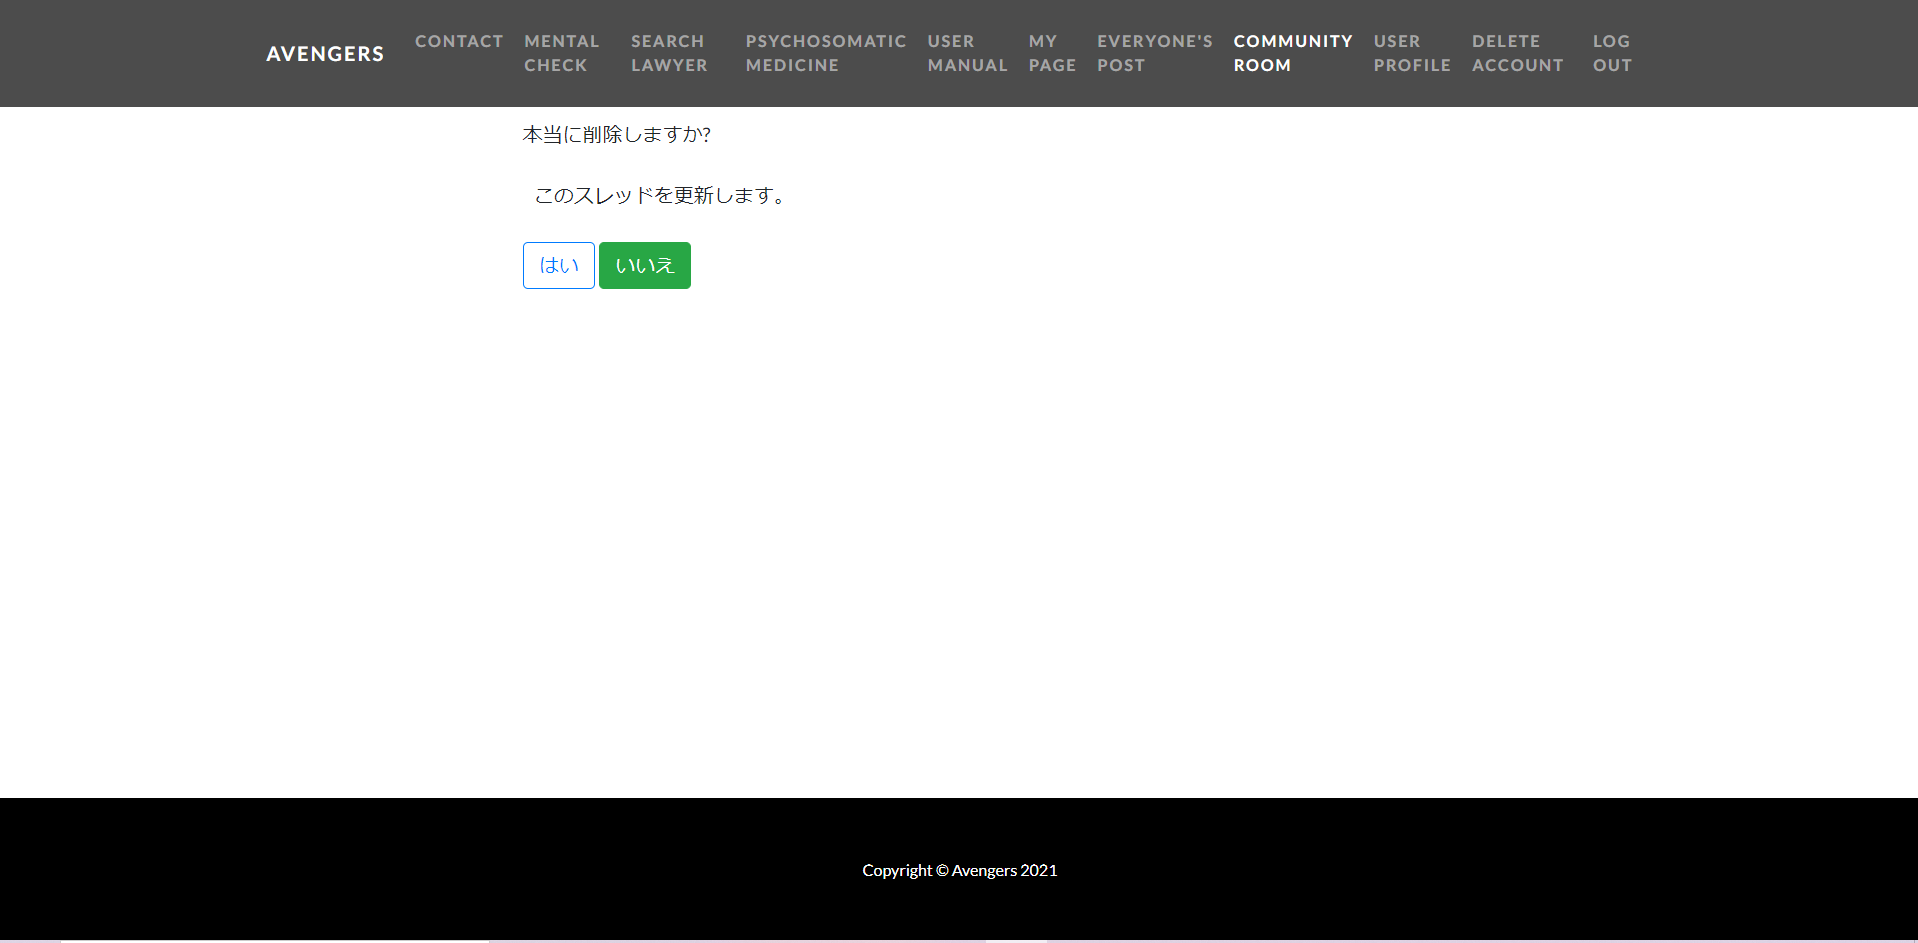 AVENGERS
CONTACT
MENTAL
CHECK
SEARCH
LAWYER
PSYCHOSOMATIC
MEDICINE
USER
MANUAL
MY
PAGE
EVERYONE'S
POST
COMMUNITY
ROOM
USER
PROFILE
DELETE
ACCOUNT
LOG
OUT
本当に削除しますか?
このスレッドを更新します。
はい いいえ
Copyright © Avengers 2021